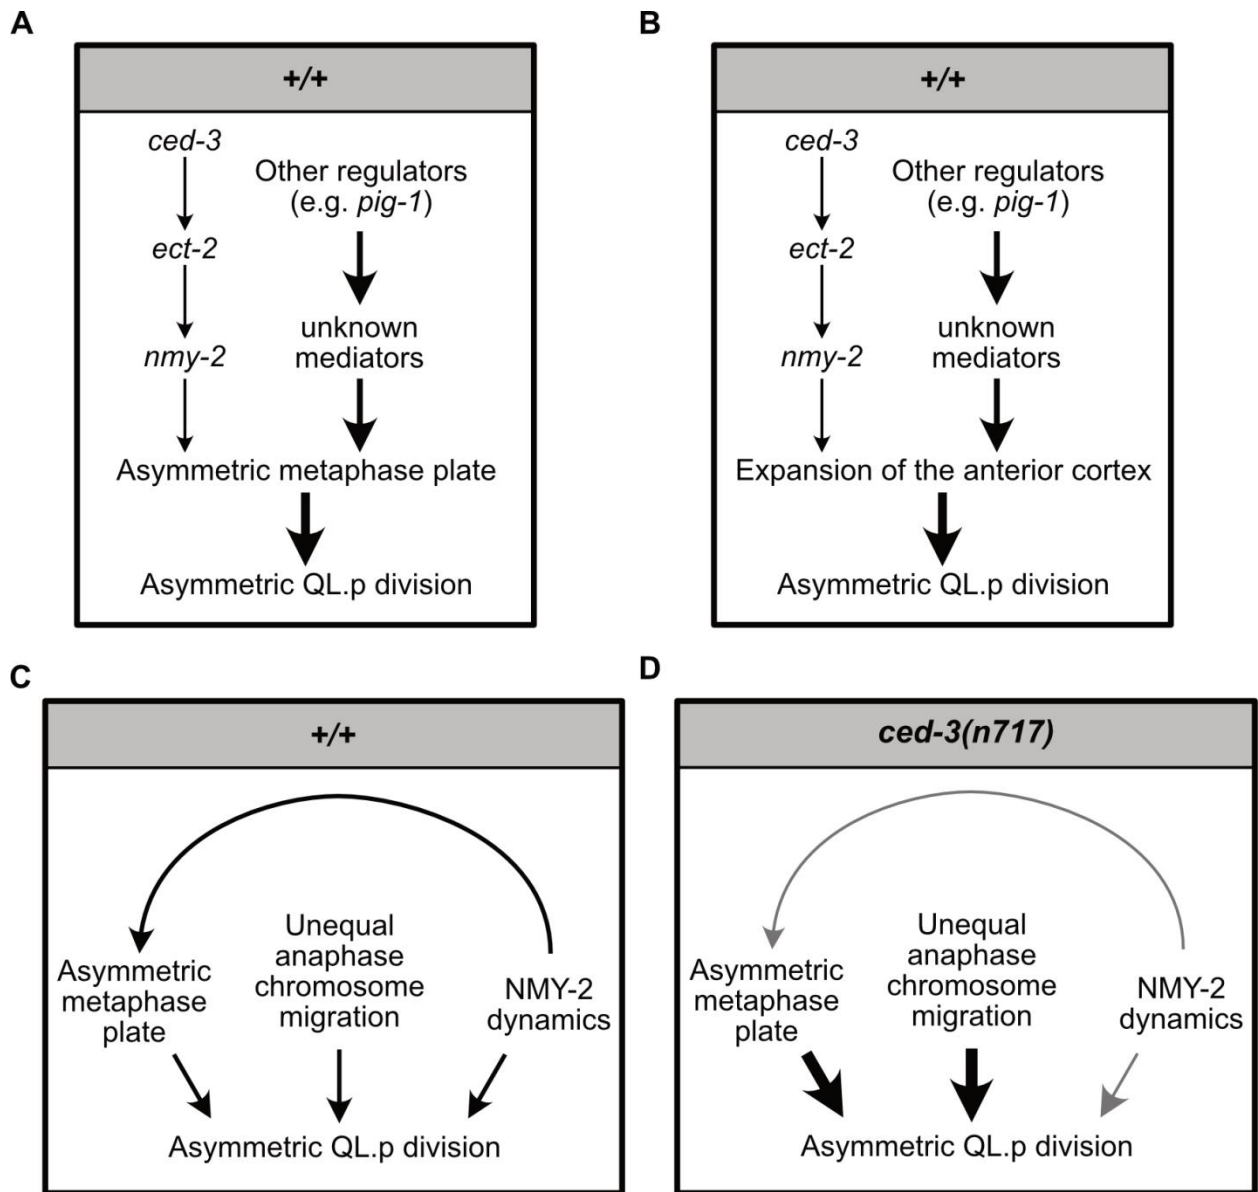 A
+/+
ced-3
ect-2
nmy-2
Other regulators
(e.g. pig-1)
unknown
mediators
Asymmetric metaphase plate
Asymmetric QL.p division
B
+/+
ced-3
ect-2
nmy-2
Other regulators
(e.g. pig-1)
unknown
mediators
Expansion of the anterior cortex
Asymmetric QL.p division
C
+/+
Asymmetric
metaphase
plate
Unequal
anaphase
chromosome
migration
NMY-2
dynamics
Asymmetric QL.p division
D
ced-3(n717)
Asymmetric
metaphase
plate
Unequal
anaphase
chromosome
migration
NMY-2
dynamics
Asymmetric QL.p division